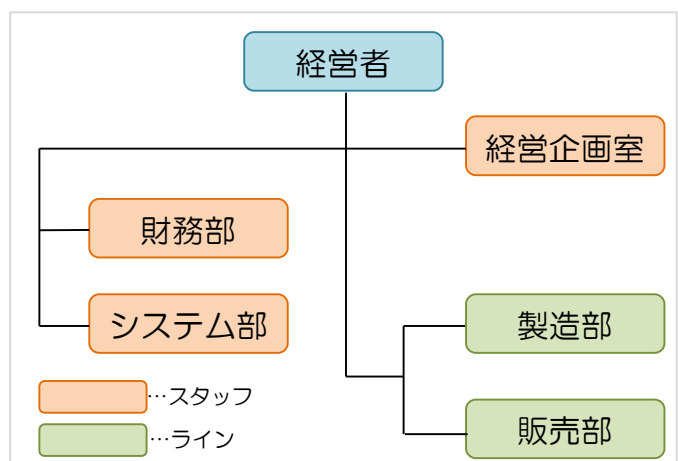 経営者
経営企画室
財務部
システム部
製造部
販売部
…スタッフ
…ライン